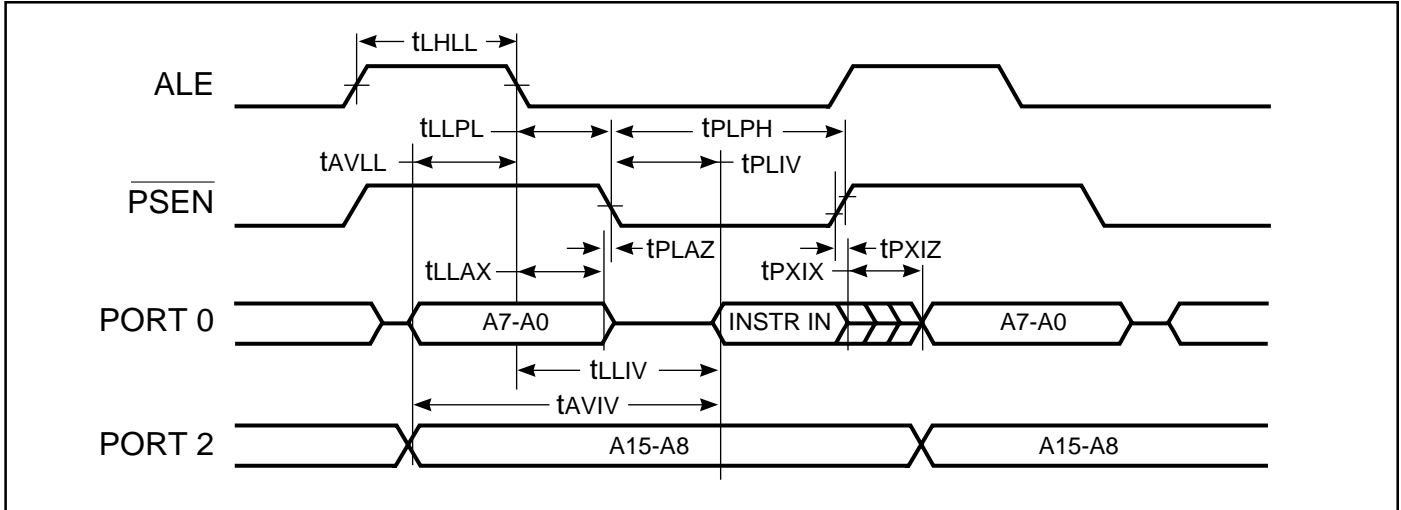 tLHLL
ALE
tLLPL
tPLPH
tAVLL
tPLIV
PSEN
tPLAZ
tPXIZ
tLLAX
tPXIX
PORT 0
A7-A0
INSTR IN
A7-A0
tLLIV
tAVIV
PORT 2
A15-A8
A15-A8